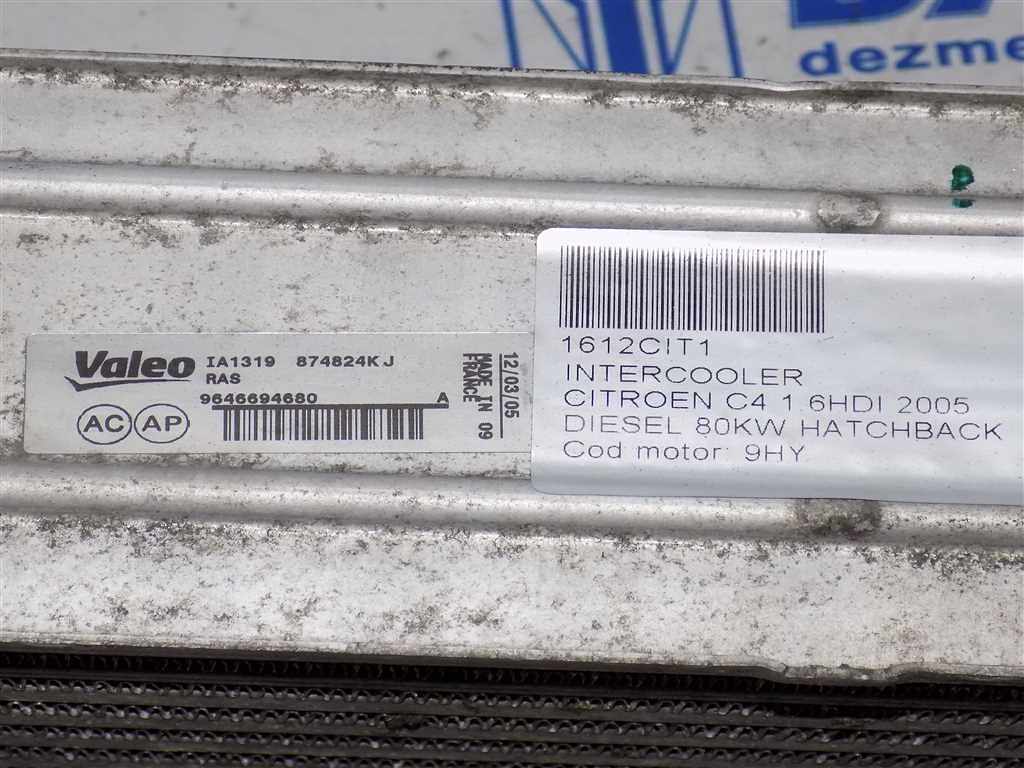 dezme
Valeo IA1319 874824KJ
RAS
9646694680 A
AC AP
MADE IN
FRANCE 09
12/03/05
1612CIT1
INTERCOOLER
CITROEN C4 1.6HDI 2005
DIESEL 80KW HATCHBACK
Cod motor: 9HY